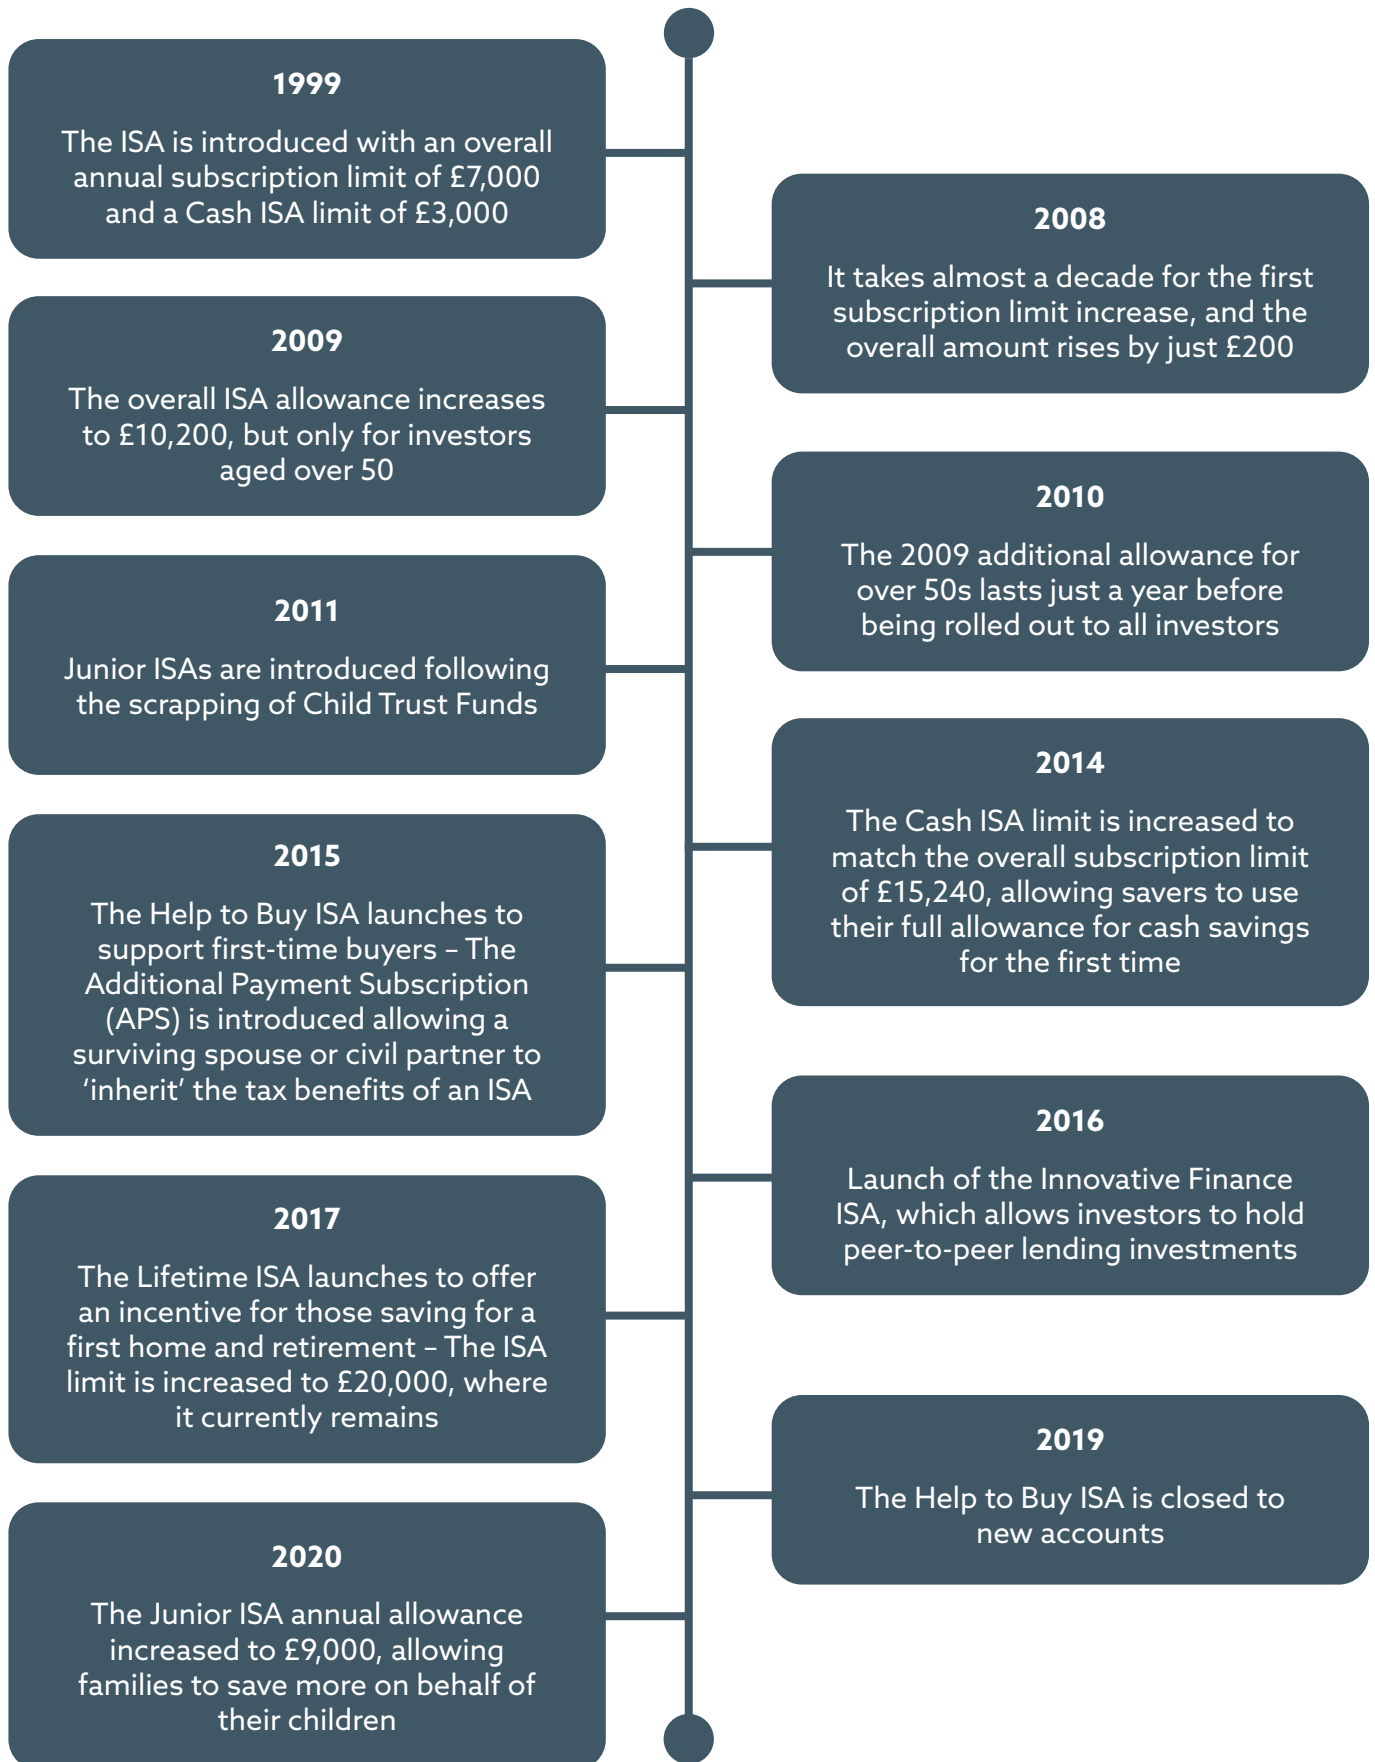 1999
The ISA is introduced with an overall
annual subscription limit of £7,000
and a Cash ISA limit of £3,000
2008
It takes almost a decade for the first
subscription limit increase, and the
overall amount rises by just £200
2009
The overall ISA allowance increases
to £10,200, but only for investors
aged over 50
2010
The 2009 additional allowance for
over 50s lasts just a year before
being rolled out to all investors
2011
Junior ISAs are introduced following
the scrapping of Child Trust Funds
2014
The Cash ISA limit is increased to
match the overall subscription limit
of £15,240, allowing savers to use
their full allowance for cash savings
for the first time
2015
The Help to Buy ISA launches to
support first-time buyers – The
Additional Payment Subscription
(APS) is introduced allowing a
surviving spouse or civil partner to
‘inherit’ the tax benefits of an ISA
2016
Launch of the Innovative Finance
ISA, which allows investors to hold
peer-to-peer lending investments
2017
The Lifetime ISA launches to offer
an incentive for those saving for a
first home and retirement – The ISA
limit is increased to £20,000, where
it currently remains
2019
The Help to Buy ISA is closed to
new accounts
2020
The Junior ISA annual allowance
increased to £9,000, allowing
families to save more on behalf of
their children